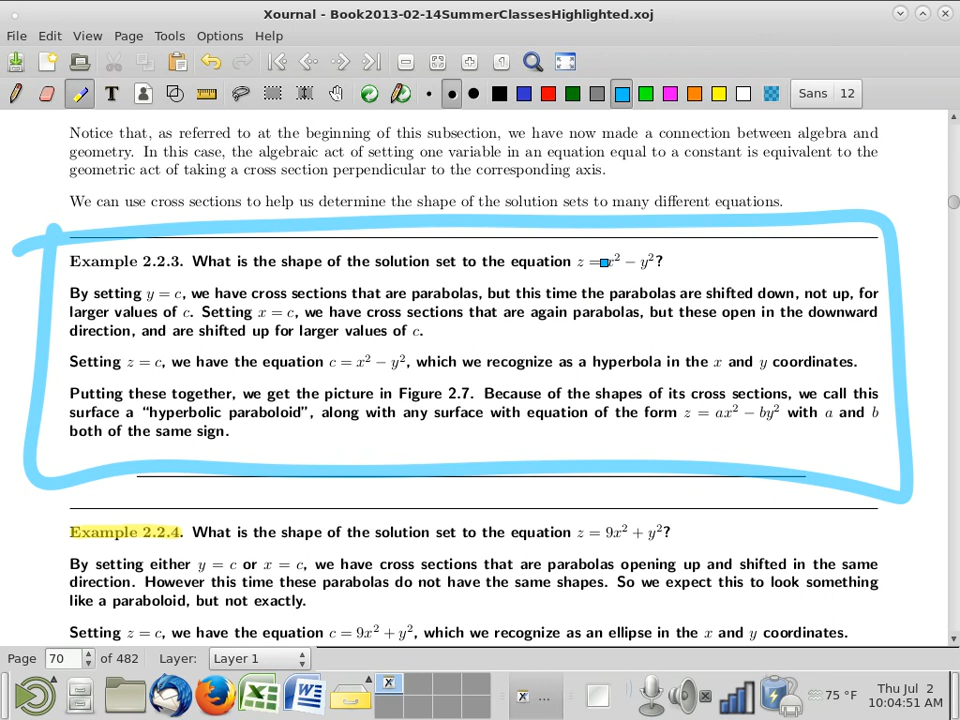 Xournal - Book2013-02-14SummerClassesHighlighted.xoj
File Edit View Page Tools Options Help
Sans 12
Notice that, as referred to at the beginning of this subsection, we have now made a connection between algebra and
geometry. In this case, the algebraic act of setting one variable in an equation equal to a constant is equivalent to the
geometric act of taking a cross section perpendicular to the corresponding axis.
We can use cross sections to help us determine the shape of the solution sets to many different equations.
Example 2.2.3. What is the shape of the solution set to the equation z = x² − y²?
By setting y = c, we have cross sections that are parabolas, but this time the parabolas are shifted down, not up, for
larger values of c. Setting x = c, we have cross sections that are again parabolas, but these open in the downward
direction, and are shifted up for larger values of c.
Setting z = c, we have the equation c = x² − y², which we recognize as a hyperbola in the x and y coordinates.
Putting these together, we get the picture in Figure 2.7. Because of the shapes of its cross sections, we call this
surface a “hyperbolic paraboloid”, along with any surface with equation of the form z = ax² − by² with a and b
both of the same sign.
Example 2.2.4. What is the shape of the solution set to the equation z = 9x² + y²?
By setting either y = c or x = c, we have cross sections that are parabolas opening up and shifted in the same
direction. However this time these parabolas do not have the same shapes. So we expect this to look something
like a paraboloid, but not exactly.
Setting z = c, we have the equation c = 9x² + y², which we recognize as an ellipse in the x and y coordinates.
Page 70 of 482 Layer: Layer 1
... 75 °F Thu Jul 2
10:04:51 AM